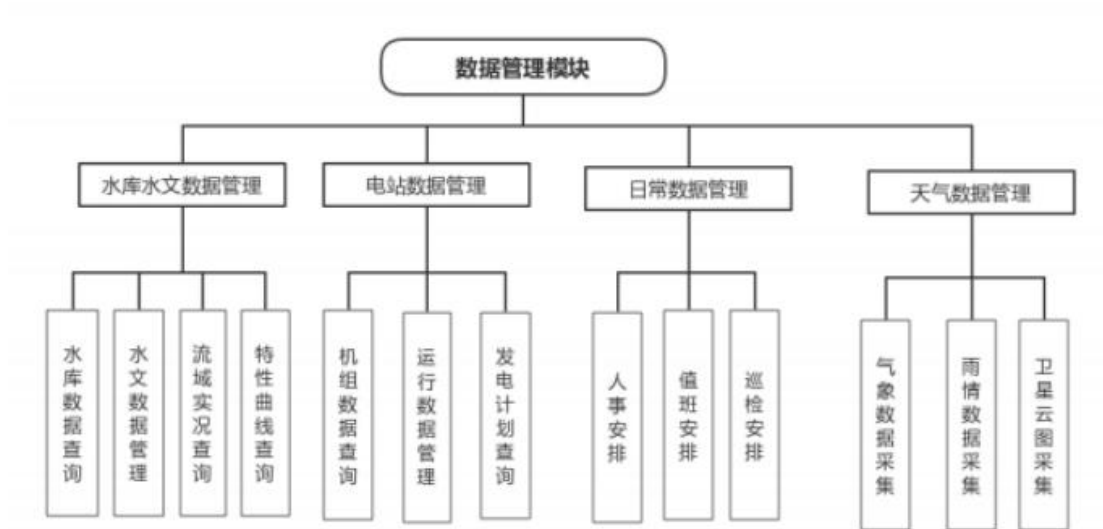 数据管理模块
水库水文数据管理
电站数据管理
日常数据管理
天气数据管理
水库数据查询
水文数据管理
流域实况查询
特性曲线查询
机组数据查询
运行数据管理
发电计划查询
人事安排
值班安排
巡检安排
气象数据采集
雨情数据采集
卫星云图采集